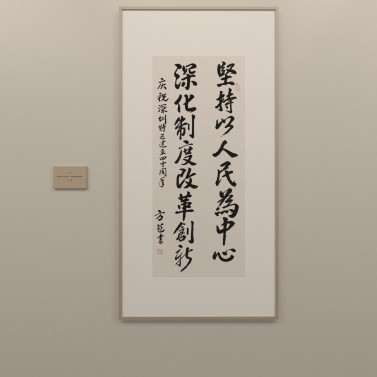 堅持以人民為中心
深化制度改革創新
庆祝深圳特区建立四十周年
方范書